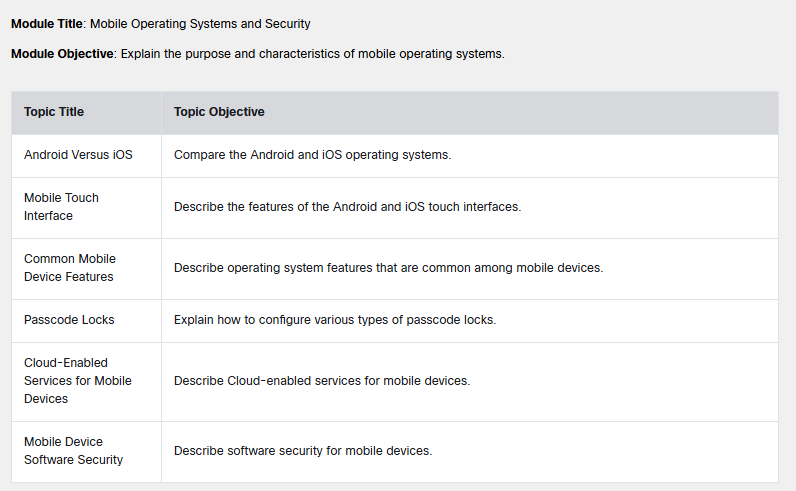 Module Title: Mobile Operating Systems and Security
Module Objective: Explain the purpose and characteristics of mobile operating systems.
Topic Title
Topic Objective
Android Versus iOS
Compare the Android and iOS operating systems.
Mobile Touch
Interface
Describe the features of the Android and iOS touch interfaces.
Common Mobile
Device Features
Describe operating system features that are common among mobile devices.
Passcode Locks
Explain how to configure various types of passcode locks.
Cloud-Enabled
Services for Mobile
Devices
Describe Cloud-enabled services for mobile devices.
Mobile Device
Software Security
Describe software security for mobile devices.